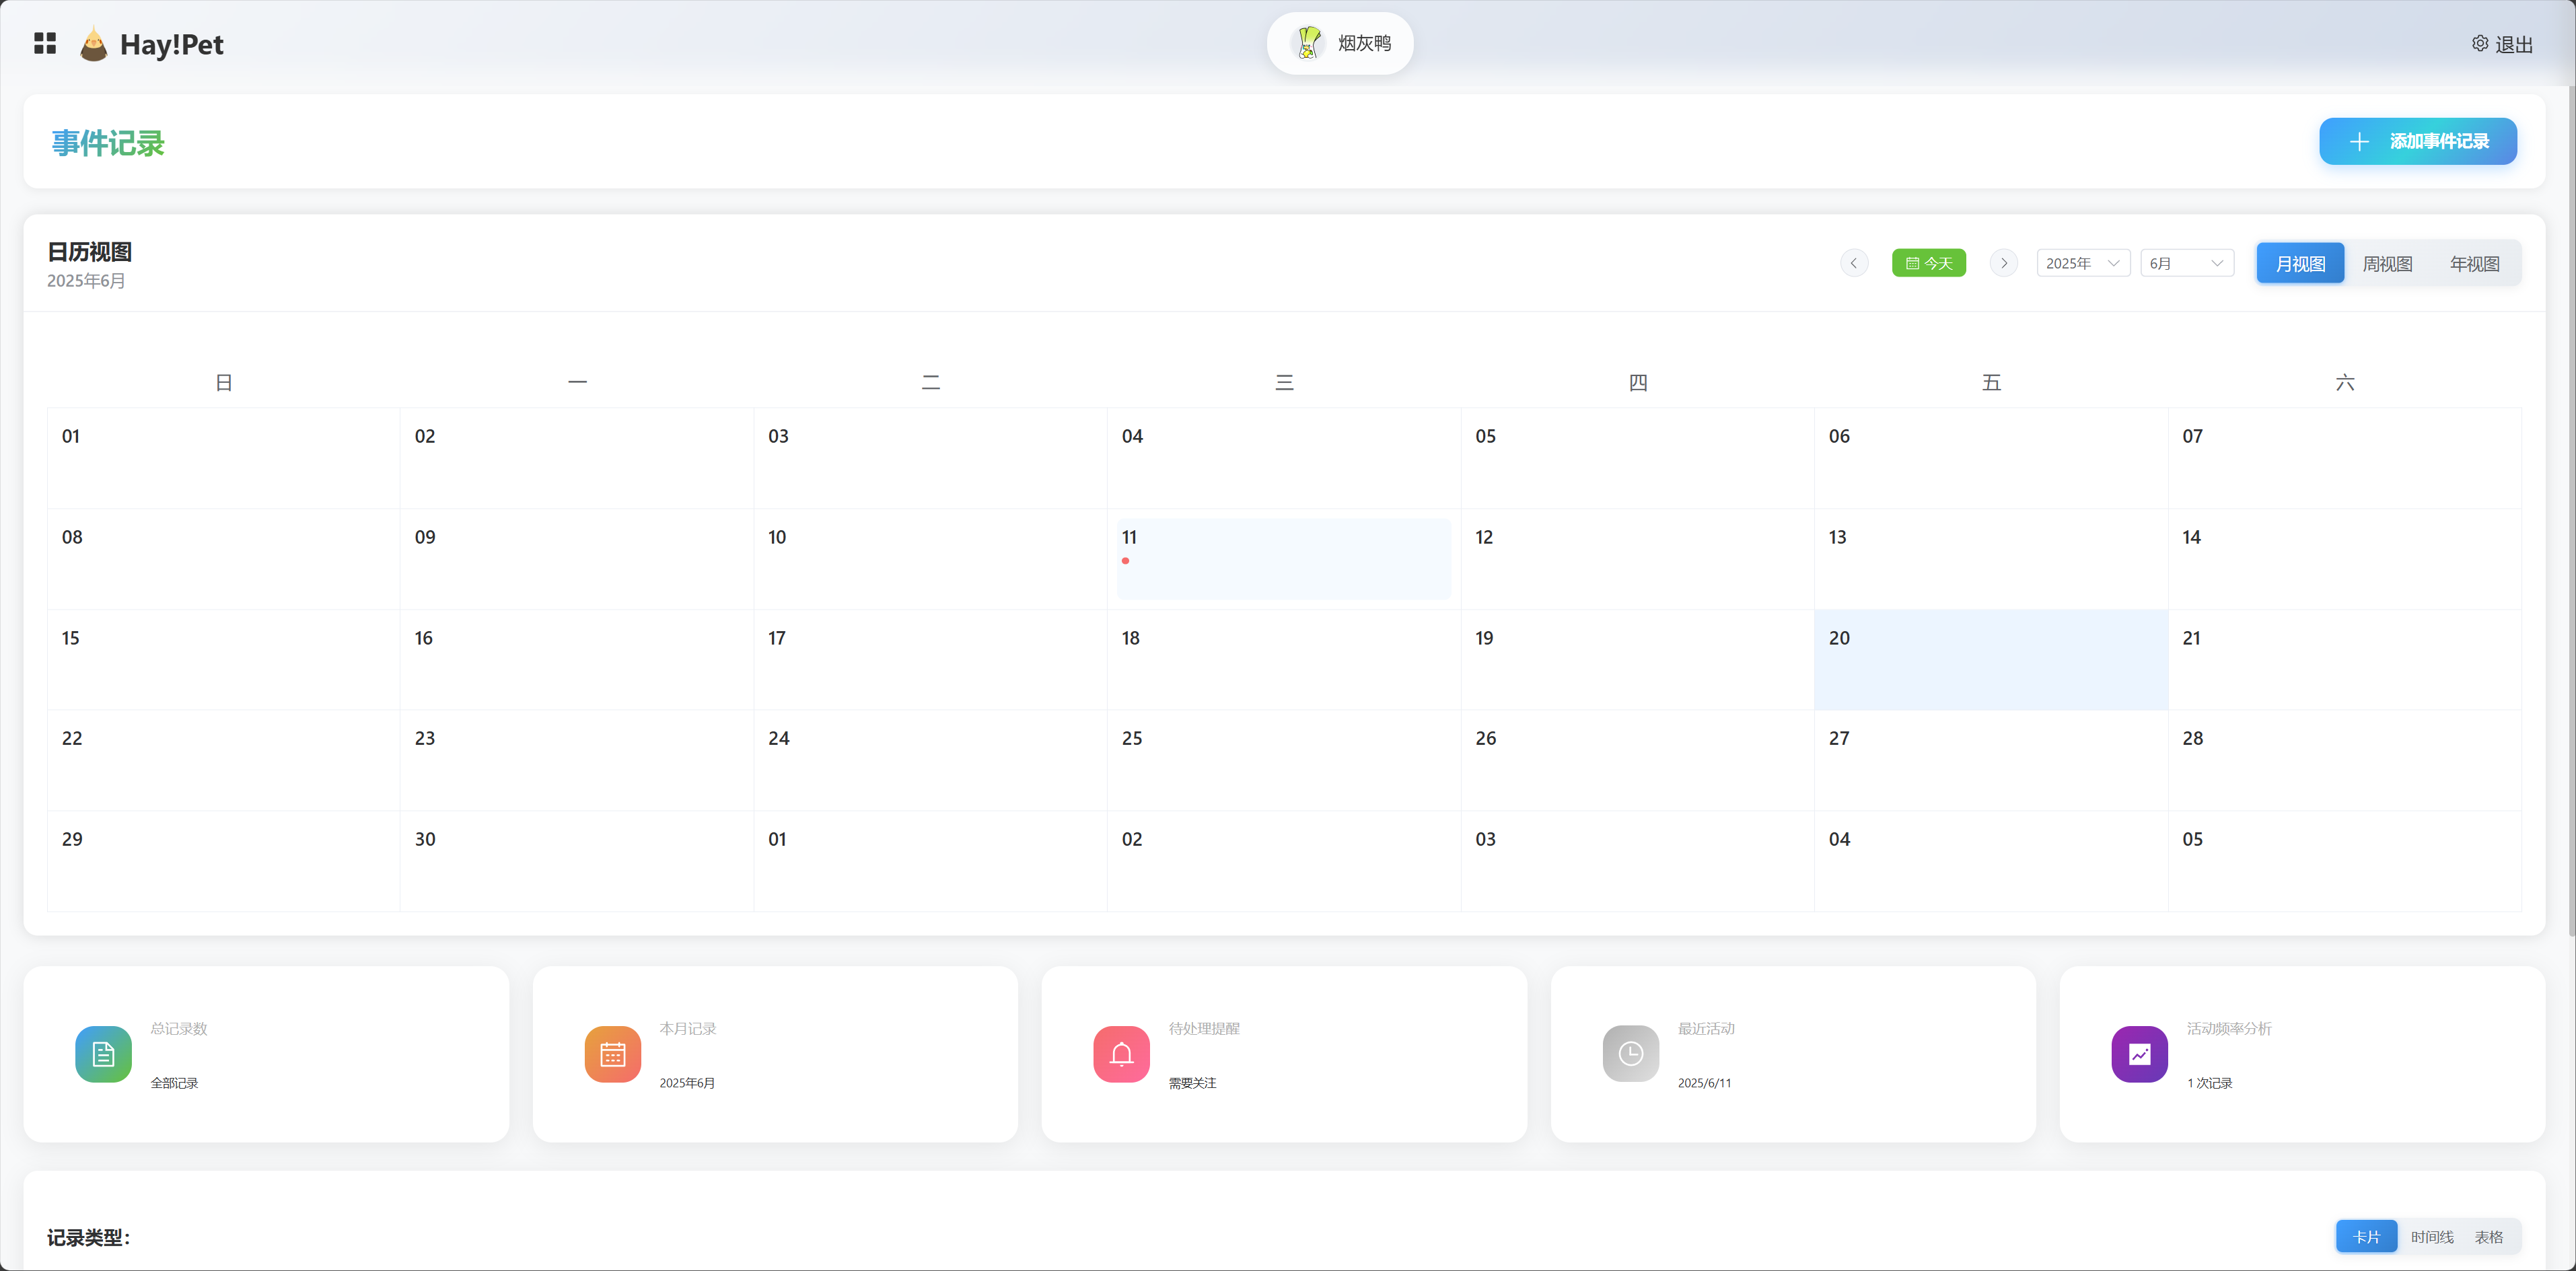 Hay!Pet
烟灰鸭
退出
事件记录
添加事件记录
日历视图
2025年6月
今天
2025年
6月
月视图 周视图 年视图
日 一 二 三 四 五 六
01 02 03 04 05 06 07
08 09 10 11 12 13 14
15 16 17 18 19 20 21
22 23 24 25 26 27 28
29 30 01 02 03 04 05
总记录数
全部记录
本月记录
2025年6月
待处理提醒
需要关注
最近活动
2025/6/11
活动频率分析
1 次记录
记录类型:
卡片 时间线 表格